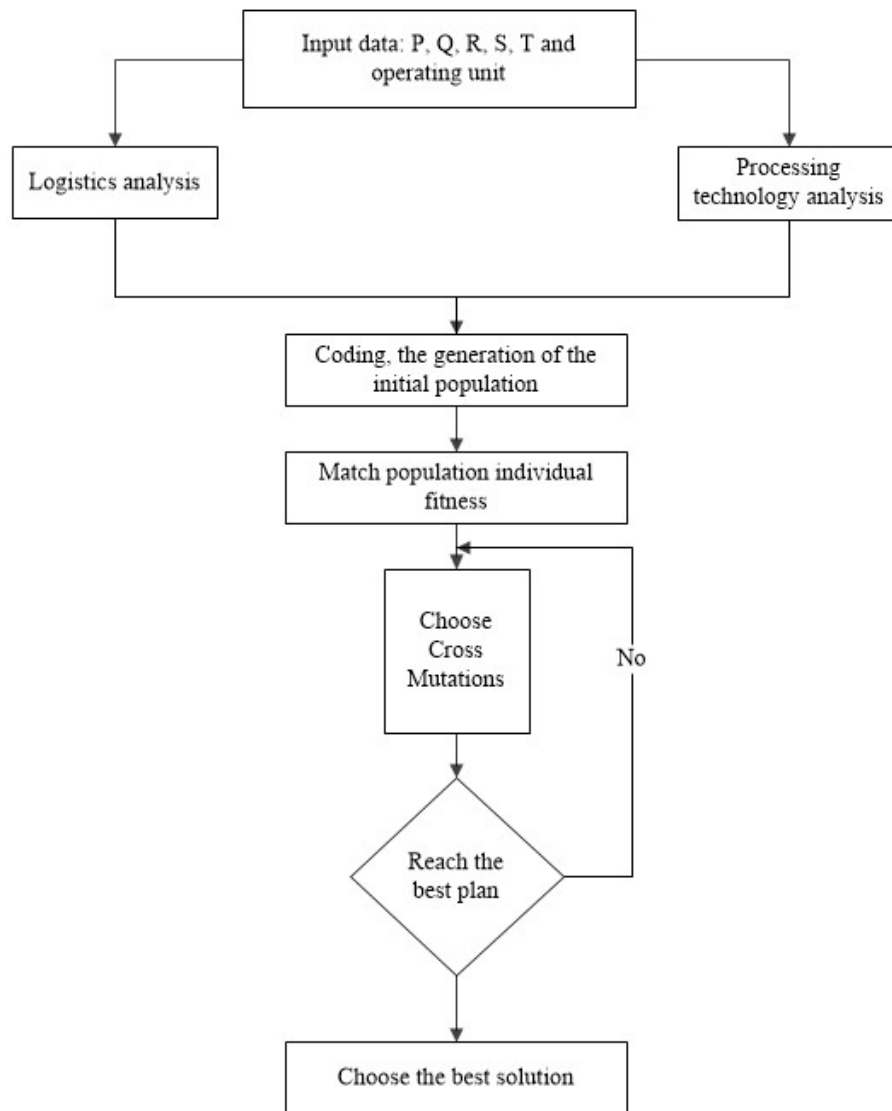 Input data: P, Q, R, S, T and
operating unit
Logistics analysis
Processing
technology analysis
Coding, the generation of the
initial population
Match population individual
fitness
Choose
Cross
Mutations
No
Reach the
best plan
Choose the best solution